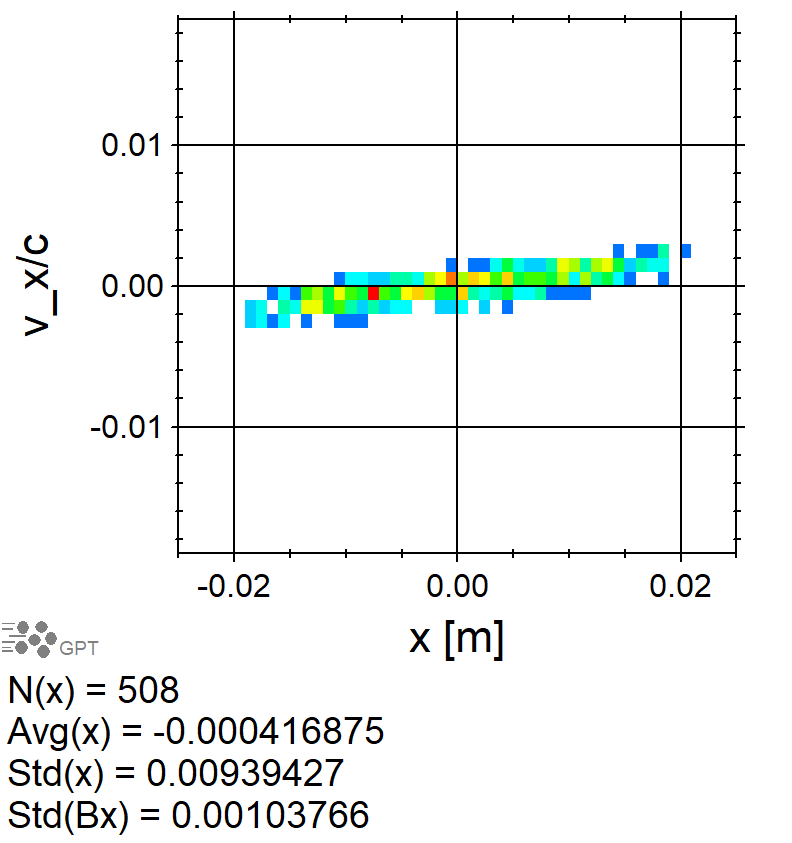 0.01
0.00
-0.01
v_x/c
-0.02 0.00 0.02
x [m]
GPT
N(x) = 508
Avg(x) = -0.000416875
Std(x) = 0.00939427
Std(Bx) = 0.00103766